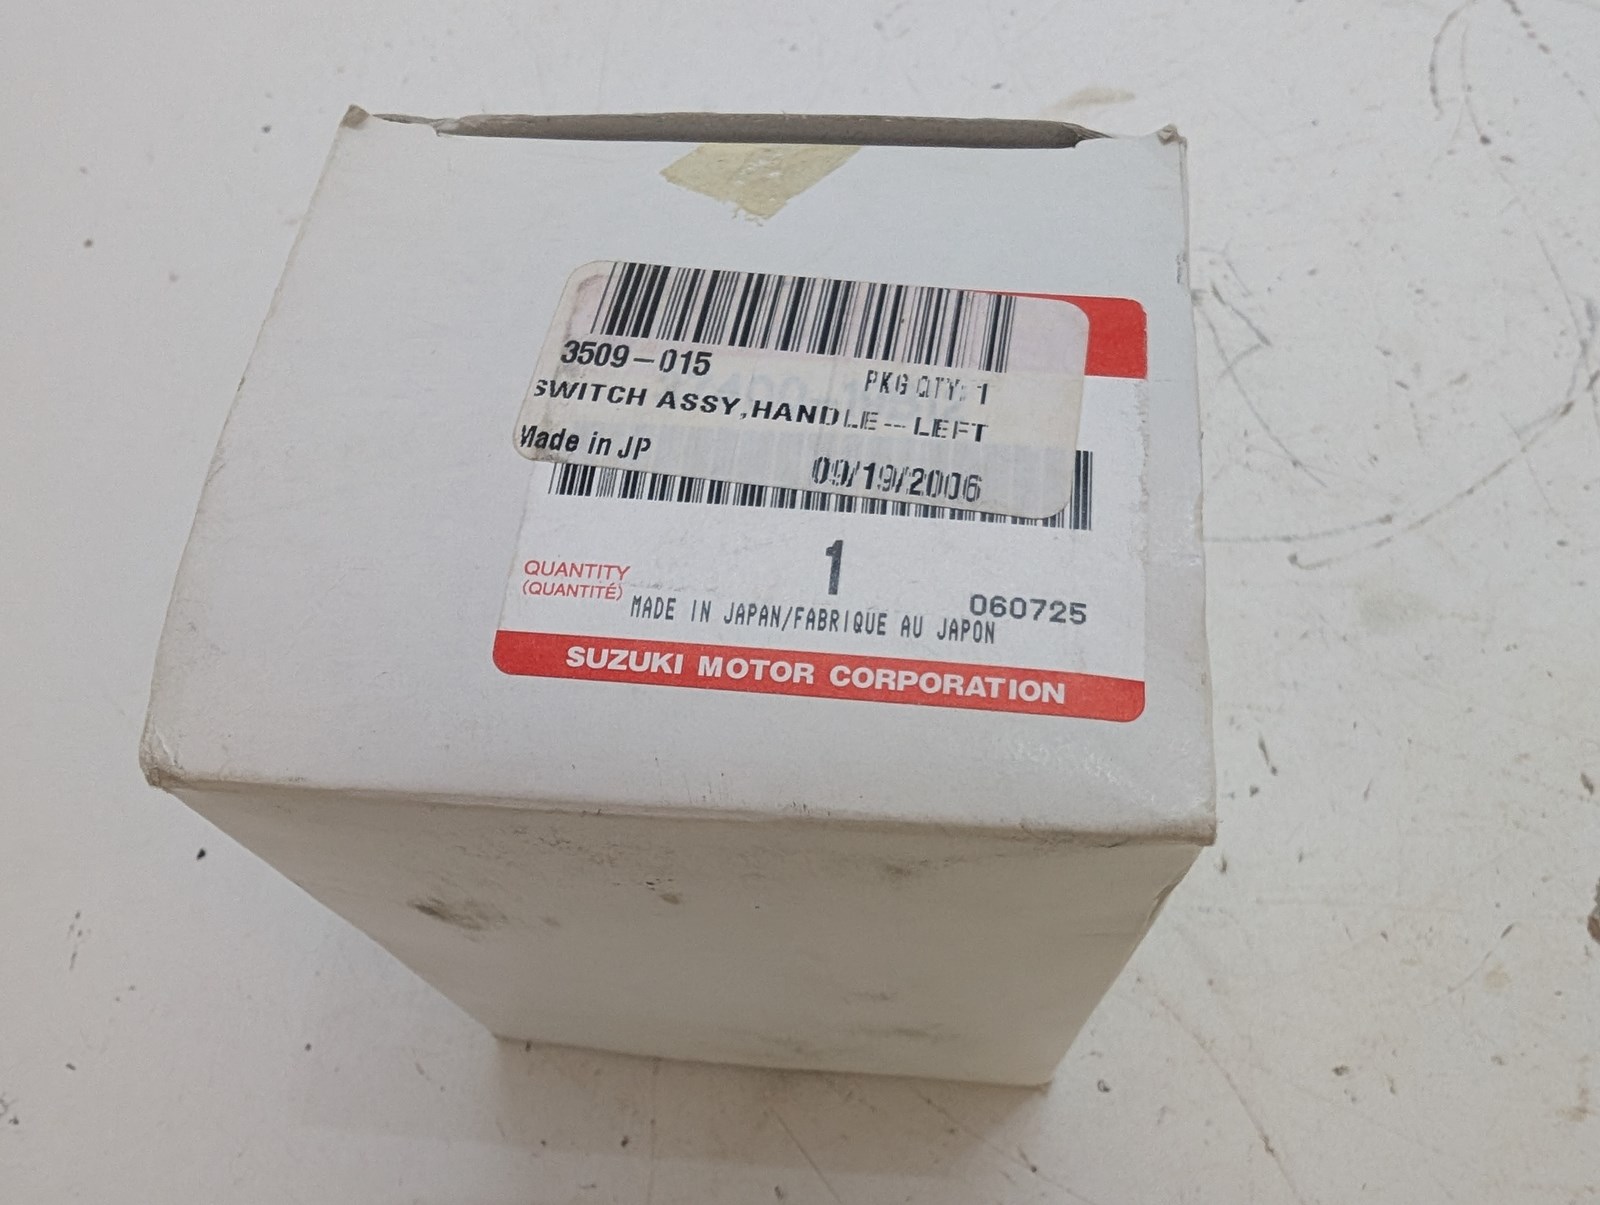 3509-015
PKG QTY: 1
SWITCH ASSY,HANDLE--LEFT
Made in JP
09/19/2006
1
QUANTITY
(QUANTITÉ)
060725
MADE IN JAPAN/FABRIQUE AU JAPON
SUZUKI MOTOR CORPORATION